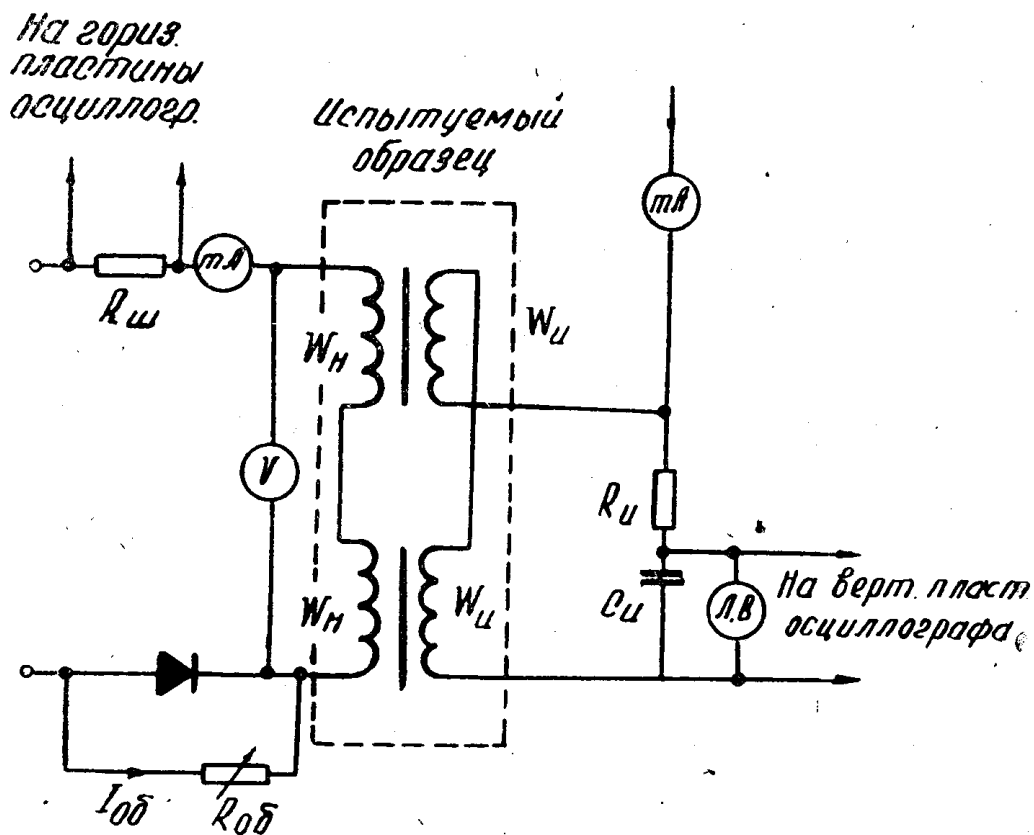 На гориз.
пластины
осциллогр.
Испытуемый
образец
mA
mA
Rш
Wн
Wи
V
Rи
Wн
Wи
Cи
Л.В
На верт. пласт.
осциллографа
Iоб
Rоб